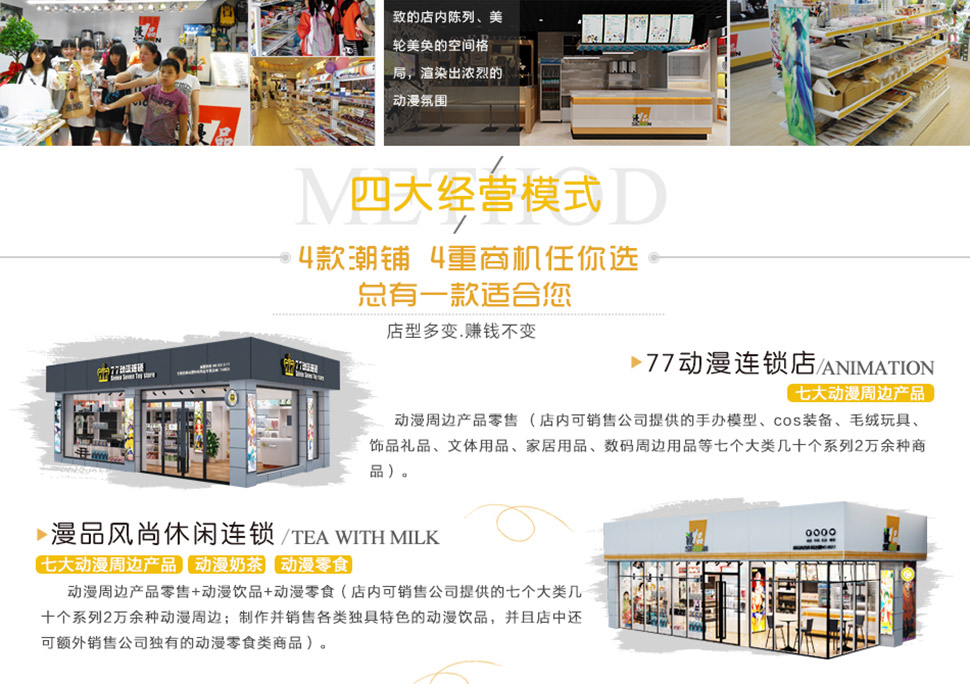 漫品
致的店内陈列、美
轮美奂的空间格
局，渲染出浓烈的
动漫氛围
METHOD
四大经营模式
4款潮铺 4重商机任你选
总有一款适合您
店型多变.赚钱不变
77动漫连锁
Seven Seven Toy store
77动漫连锁店/ANIMATION
七大动漫周边产品
动漫周边产品零售 （店内可销售公司提供的手办模型、cos装备、毛绒玩具、
饰品礼品、文体用品、家居用品、数码周边用品等七个大类几十个系列2万余种商
品）。
漫品风尚休闲连锁 /TEA WITH MILK
七大动漫周边产品 动漫奶茶 动漫零食
动漫周边产品零售+动漫饮品+动漫零食（店内可销售公司提供的七个大类几
十个系列2万余种动漫周边；制作并销售各类独具特色的动漫饮品，并且店中还
可额外销售公司独有的动漫零食类商品）。